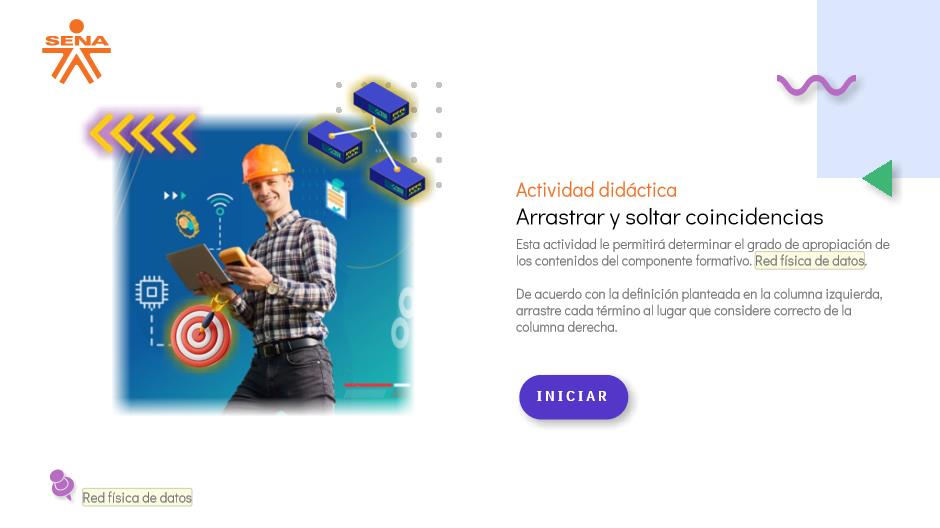 SENA
Actividad didáctica
Arrastrar y soltar coincidencias
Esta actividad le permitirá determinar el grado de apropiación de
los contenidos del componente formativo. Red física de datos.
De acuerdo con la definición planteada en la columna izquierda,
arrastre cada término al lugar que considere correcto de la
columna derecha.
INICIAR
Red física de datos